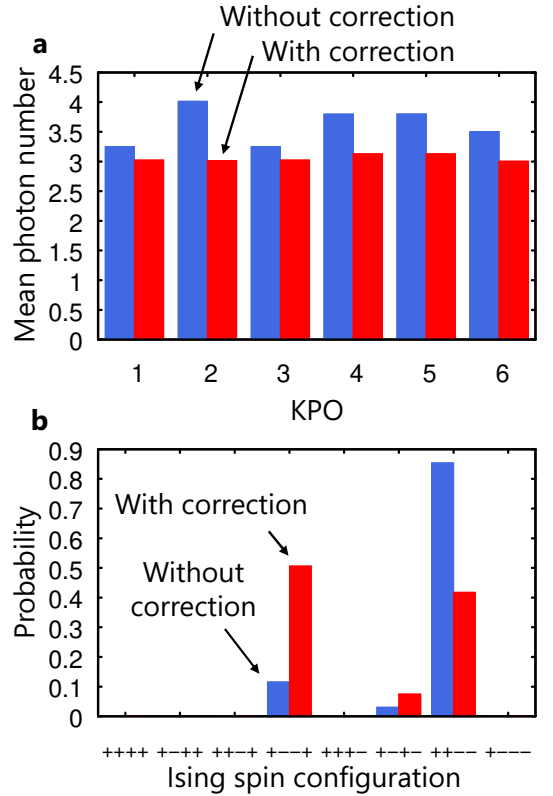 Without correction
a
With correction
Mean photon number
4.5
4
3.5
3
2.5
2
1.5
1
0.5
0
1 2 3 4 5 6
KPO
b
Probability
0.9
0.8
0.7
0.6
0.5
0.4
0.3
0.2
0.1
0
With correction
Without
correction
++++ +−++ ++−+ +−−+ +++− +−+− ++−− +−−−
Ising spin configuration